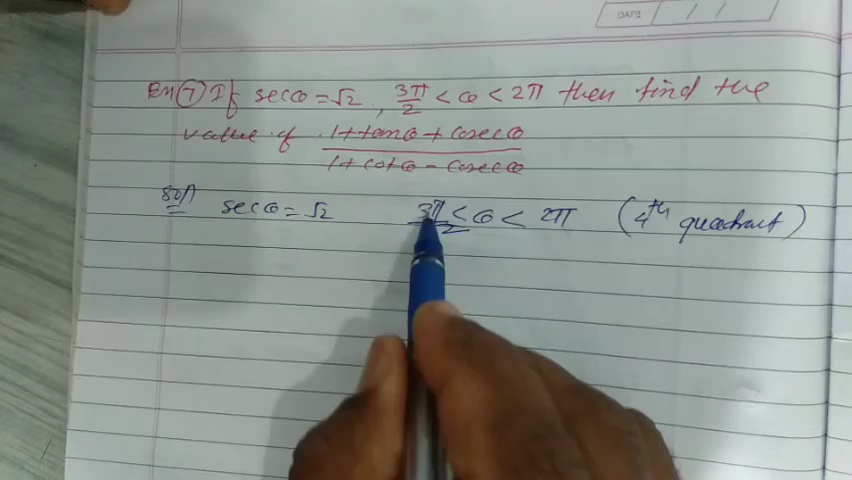 DATE / /
Ex ⑦ If secθ = √2, 3π/2 < θ < 2π then find the
value of (1 + tanθ + cosecθ)/(1 + cotθ - cosecθ)
Soln secθ = √2 3π/2 < θ < 2π (4th quadrant)